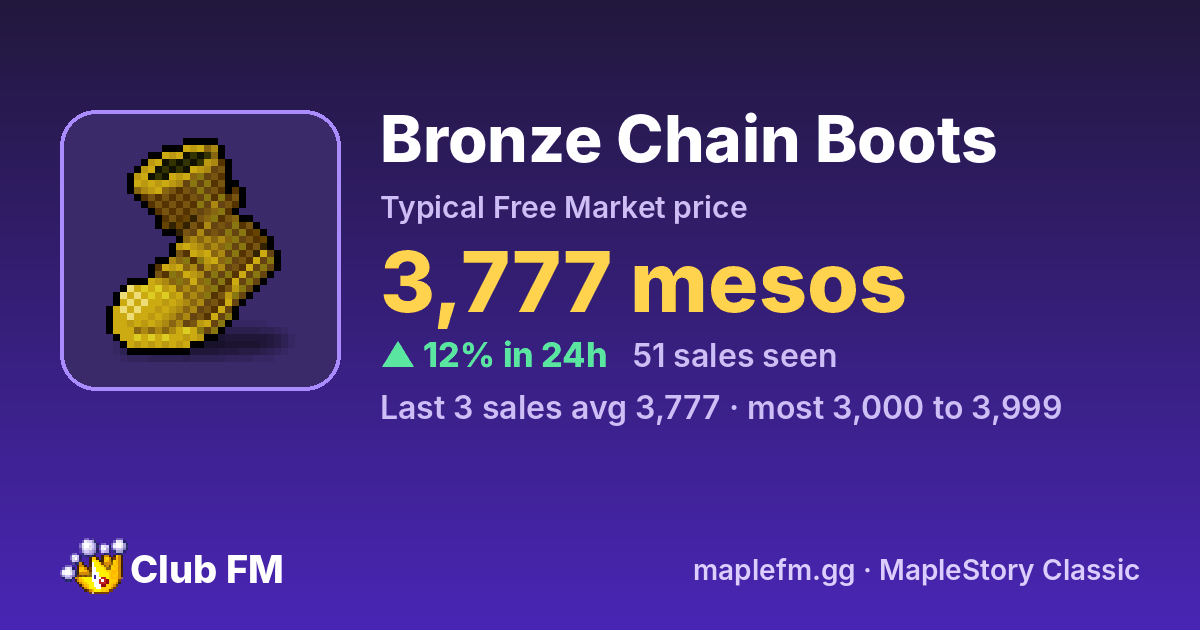 Bronze Chain Boots
Typical Free Market price
3,777 mesos
▲ 12% in 24h 51 sales seen
Last 3 sales avg 3,777 · most 3,000 to 3,999
Club FM
maplefm.gg · MapleStory Classic